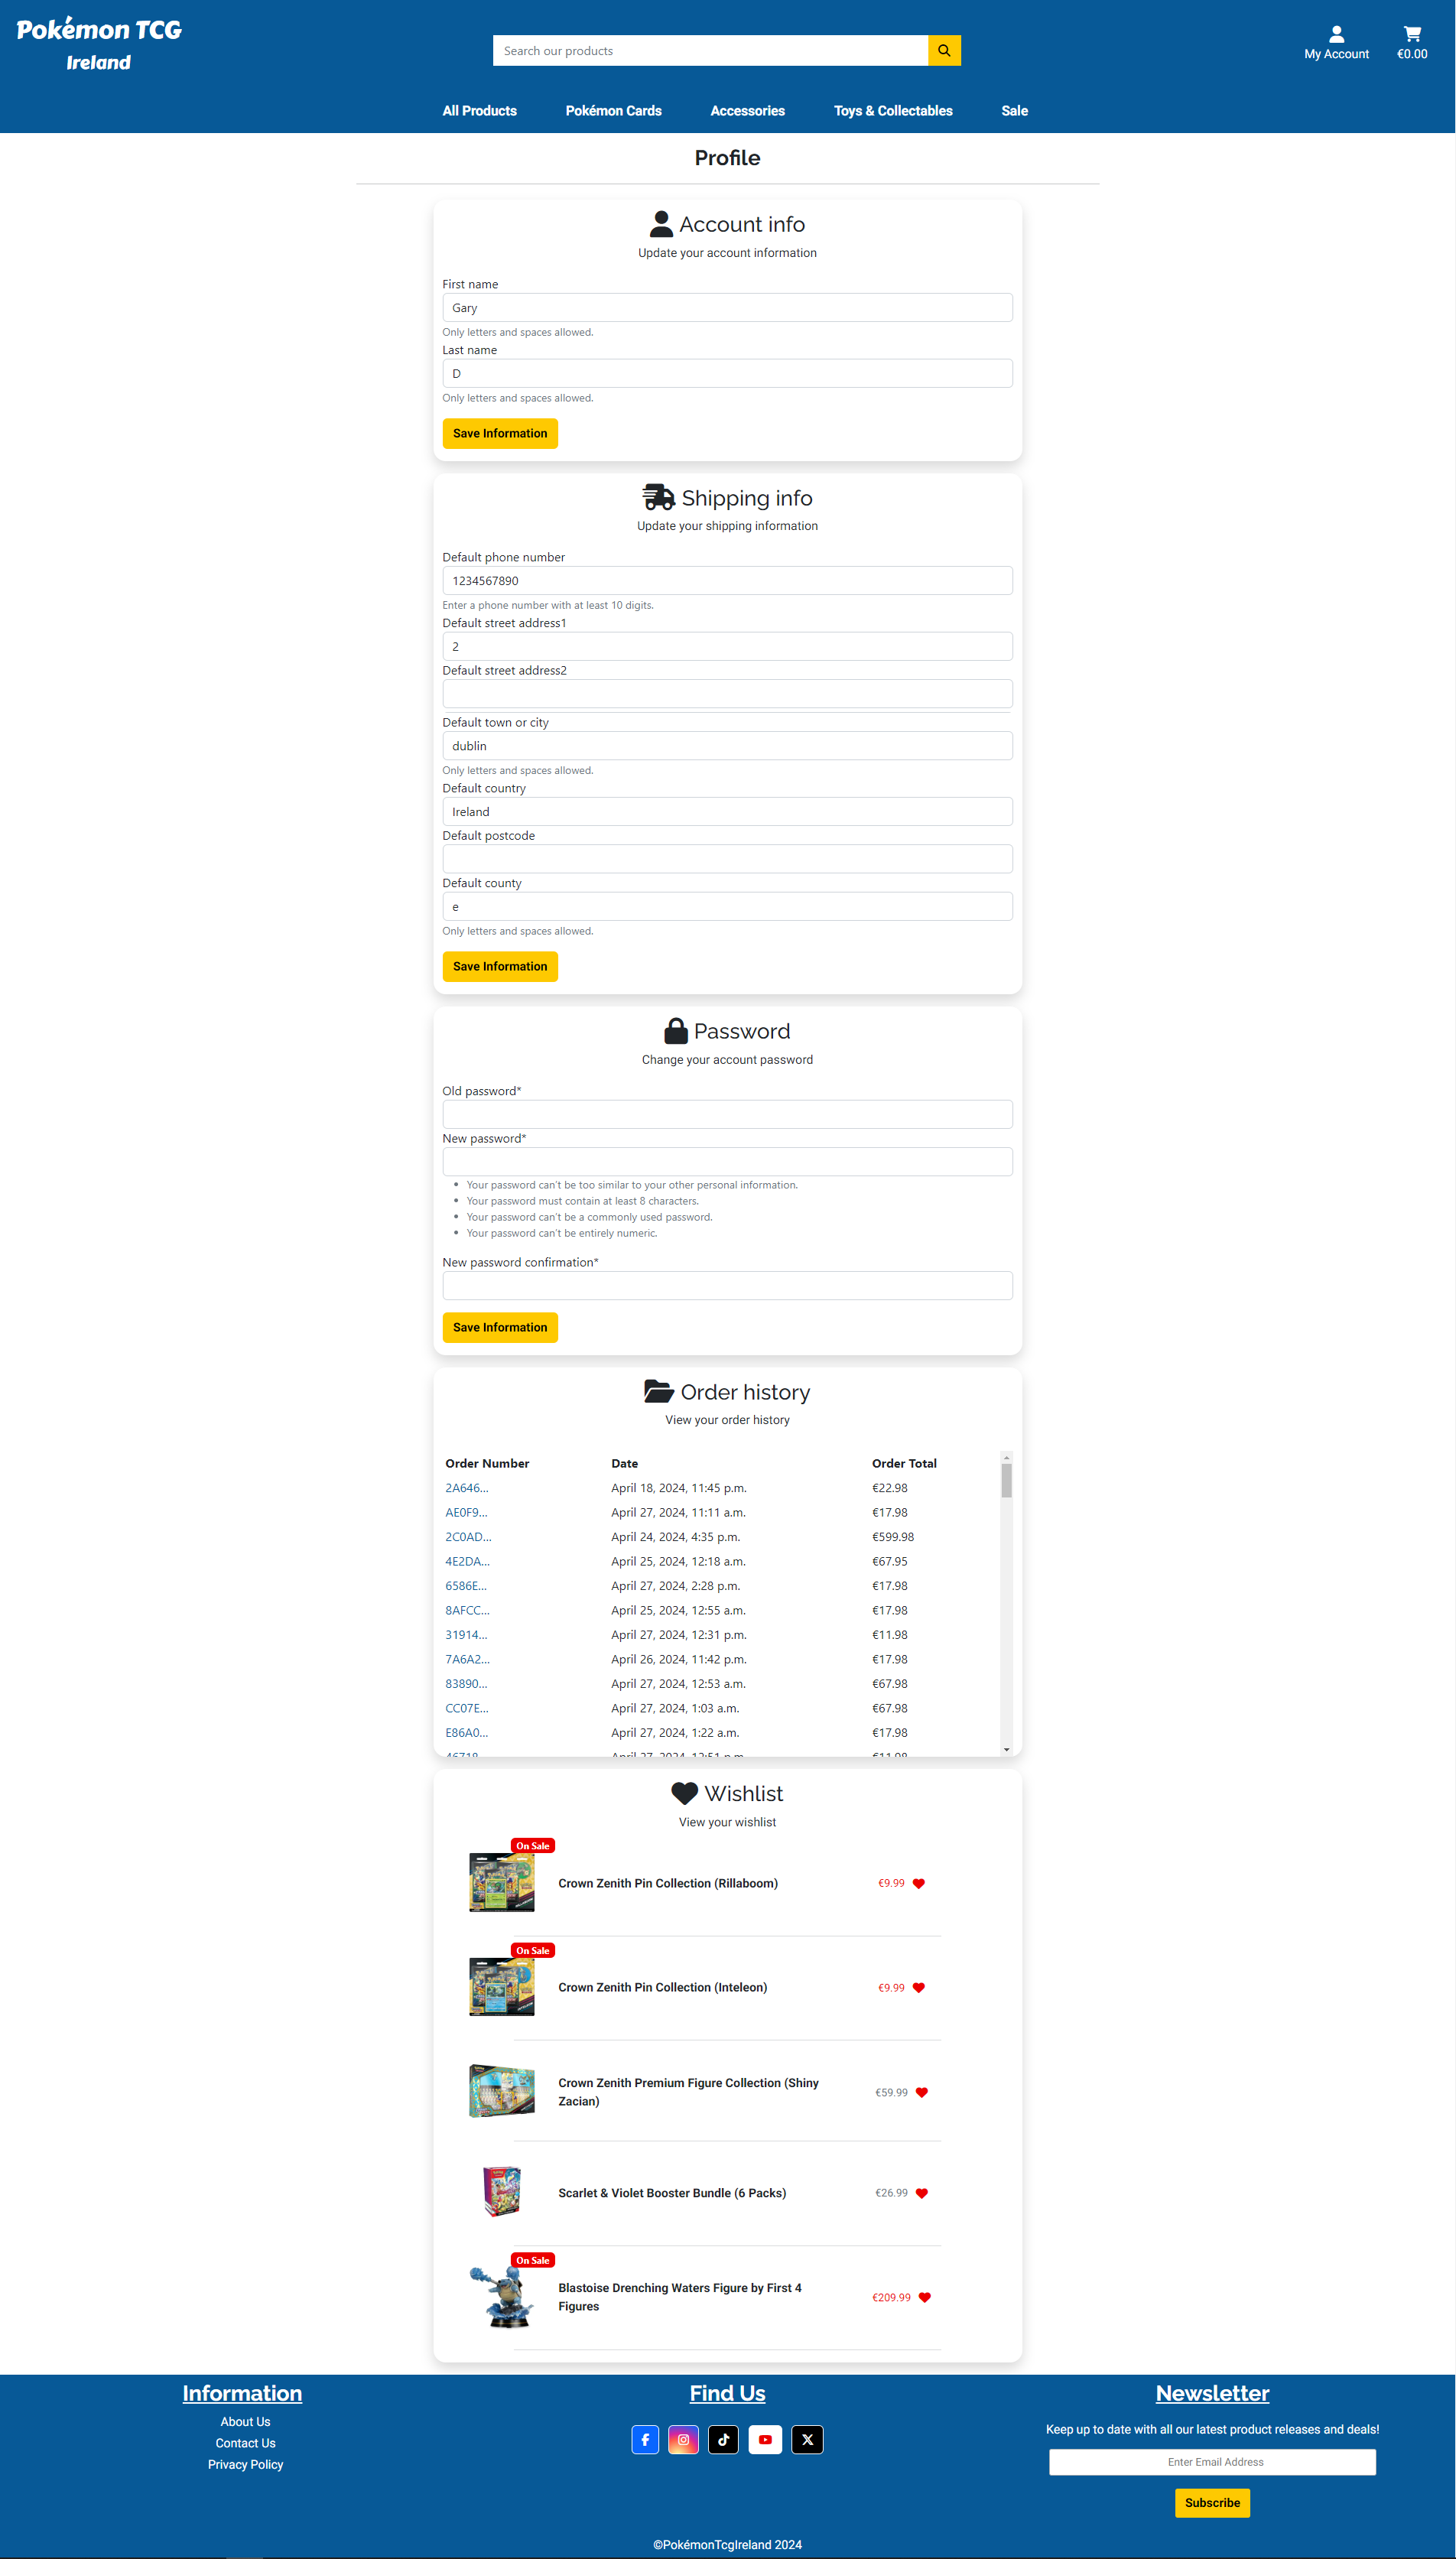 Pokémon TCG
Ireland
Search our products
My Account
€0.00
All Products
Pokémon Cards
Accessories
Toys & Collectables
Sale
Profile
Account info
Update your account information
First name
Gary
Only letters and spaces allowed.
Last name
D
Only letters and spaces allowed.
Save Information
Shipping info
Update your shipping information
Default phone number
1234567890
Enter a phone number with at least 10 digits.
Default street address1
2
Default street address2
Default town or city
dublin
Only letters and spaces allowed.
Default country
Ireland
Default postcode
Default county
e
Only letters and spaces allowed.
Save Information
Password
Change your account password
Old password*
New password*
Your password can't be too similar to your other personal information.
Your password must contain at least 8 characters.
Your password can't be a commonly used password.
Your password can't be entirely numeric.
New password confirmation*
Save Information
Order history
View your order history
Order Number Date Order Total
2A646... April 18, 2024, 11:45 p.m. €22.98
AE0F9... April 27, 2024, 11:11 a.m. €17.98
2C0AD... April 24, 2024, 4:35 p.m. €599.98
4E2DA... April 25, 2024, 12:18 a.m. €67.95
6586E... April 27, 2024, 2:28 p.m. €17.98
8AFCC... April 25, 2024, 12:55 a.m. €17.98
31914... April 27, 2024, 12:31 p.m. €11.98
7A6A2... April 26, 2024, 11:42 p.m. €17.98
83890... April 27, 2024, 12:53 a.m. €67.98
CC07E... April 27, 2024, 1:03 a.m. €67.98
E86A0... April 27, 2024, 1:22 a.m. €17.98
46718... April 27, 2024, 12:51 p.m. €11.98
Wishlist
View your wishlist
On Sale
Crown Zenith Pin Collection (Rillaboom) €9.99
On Sale
Crown Zenith Pin Collection (Inteleon) €9.99
Crown Zenith Premium Figure Collection (Shiny
Zacian)
€59.99
Scarlet & Violet Booster Bundle (6 Packs) €26.99
On Sale
Blastoise Drenching Waters Figure by First 4
Figures
€209.99
Information
About Us
Contact Us
Privacy Policy
Find Us
Newsletter
Keep up to date with all our latest product releases and deals!
Enter Email Address
Subscribe
©PokémonTcgIreland 2024